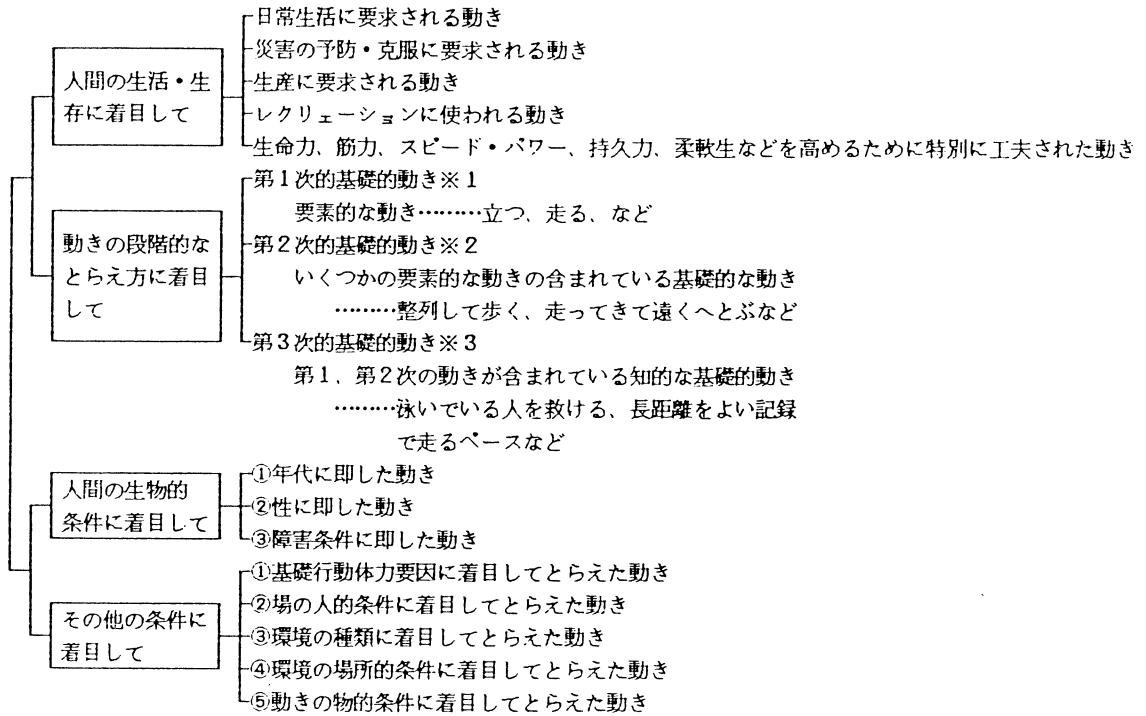 人間の生活・生
存に着目して
日常生活に要求される動き
災害の予防・克服に要求される動き
生産に要求される動き
レクリェーションに使われる動き
生命力、筋力、スピード・パワー、持久力、柔軟生などを高めるために特別に工夫された動き
動きの段階的な
とらえ方に着目
して
第1次的基礎的動き※1
要素的な動き………立つ、走る、など
第2次的基礎的動き※2
いくつかの要素的な動きの含まれている基礎的な動き
………整列して歩く、走ってきて遠くへとぶなど
第3次的基礎的動き※3
第1、第2次の動きが含まれている知的な基礎的動き
………泳いでいる人を救ける、長距離をよい記録
で走るペースなど
人間の生物的
条件に着目して
①年代に即した動き
②性に即した動き
③障害条件に即した動き
その他の条件に
着目して
①基礎行動体力要因に着目してとらえた動き
②場の人的条件に着目してとらえた動き
③環境の種類に着目してとらえた動き
④環境の場所的条件に着目してとらえた動き
⑤動きの物的条件に着目してとらえた動き